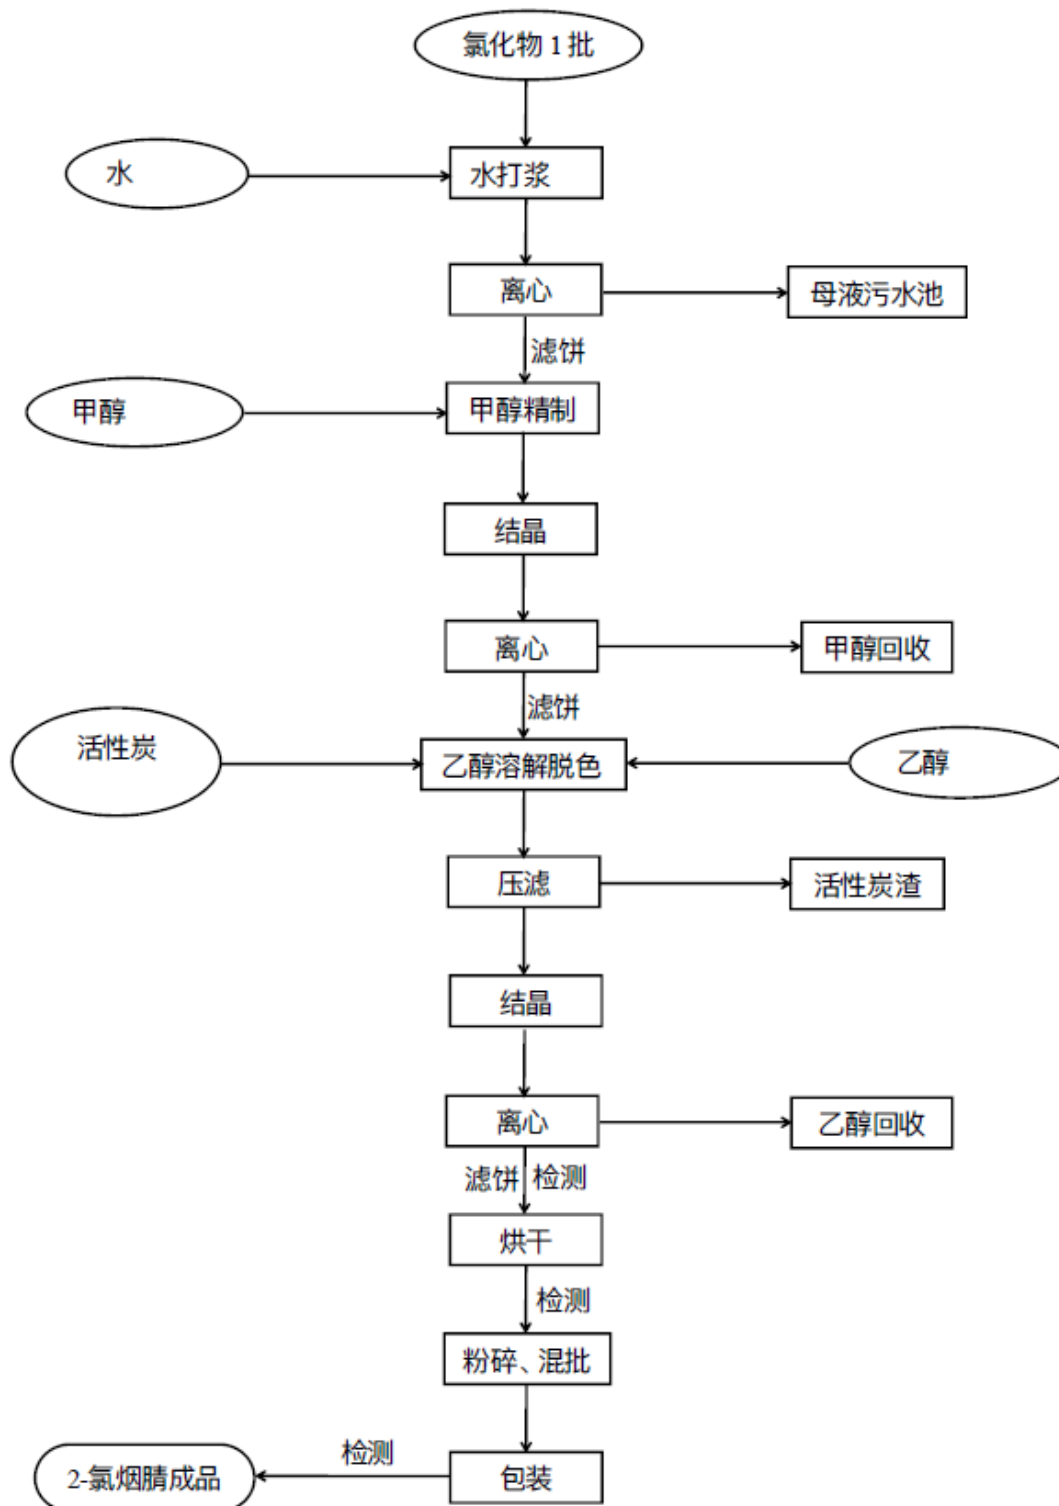 氯化物 1 批
水
水打浆
离心
母液污水池
滤饼
甲醇
甲醇精制
结晶
离心
甲醇回收
滤饼
活性炭
乙醇溶解脱色
乙醇
压滤
活性炭渣
结晶
离心
乙醇回收
滤饼
检测
烘干
检测
粉碎、混批
检测
2-氯烟腈成品
包装